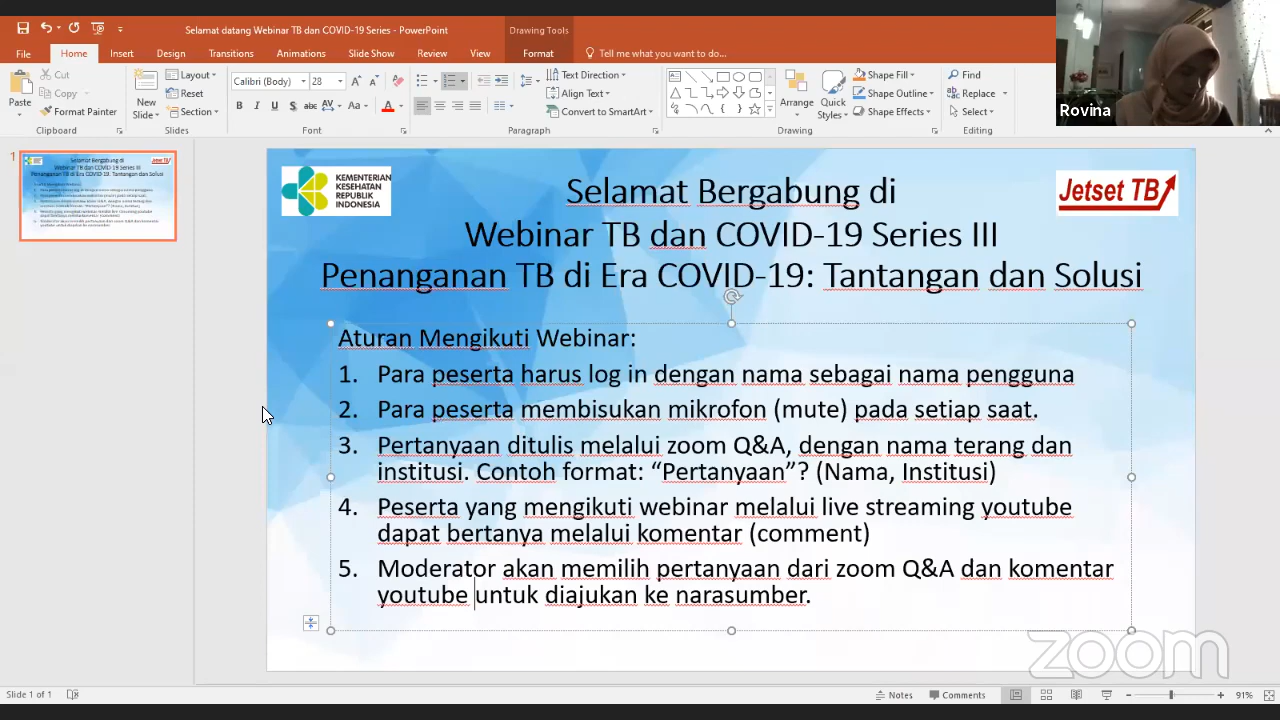 Selamat datang Webinar TB dan COVID-19 Series - PowerPoint
Drawing Tools
File
Home
Insert
Design
Transitions
Animations
Slide Show
Review
View
Format
Tell me what you want to do...
Paste
Cut
Copy
Format Painter
Clipboard
New Slide
Layout
Reset
Section
Slides
Calibri (Body)
28
Font
Text Direction
Align Text
Convert to SmartArt
Paragraph
Arrange
Quick Styles
Shape Fill
Shape Outline
Shape Effects
Drawing
Find
Replace
Select
Editing
Rovina
1
KEMENTERIAN
KESEHATAN
REPUBLIK
INDONESIA
Jetset TB
Selamat Bergabung di
Webinar TB dan COVID-19 Series III
Penanganan TB di Era COVID-19: Tantangan dan Solusi
Aturan Mengikuti Webinar:
1. Para peserta harus log in dengan nama sebagai nama pengguna
2. Para peserta membisukan mikrofon (mute) pada setiap saat.
3. Pertanyaan ditulis melalui zoom Q&A, dengan nama terang dan
institusi. Contoh format: “Pertanyaan”? (Nama, Institusi)
4. Peserta yang mengikuti webinar melalui live streaming youtube
dapat bertanya melalui komentar (comment)
5. Moderator akan memilih pertanyaan dari zoom Q&A dan komentar
youtube untuk diajukan ke narasumber.
zoom
Slide 1 of 1
Notes
Comments
91%